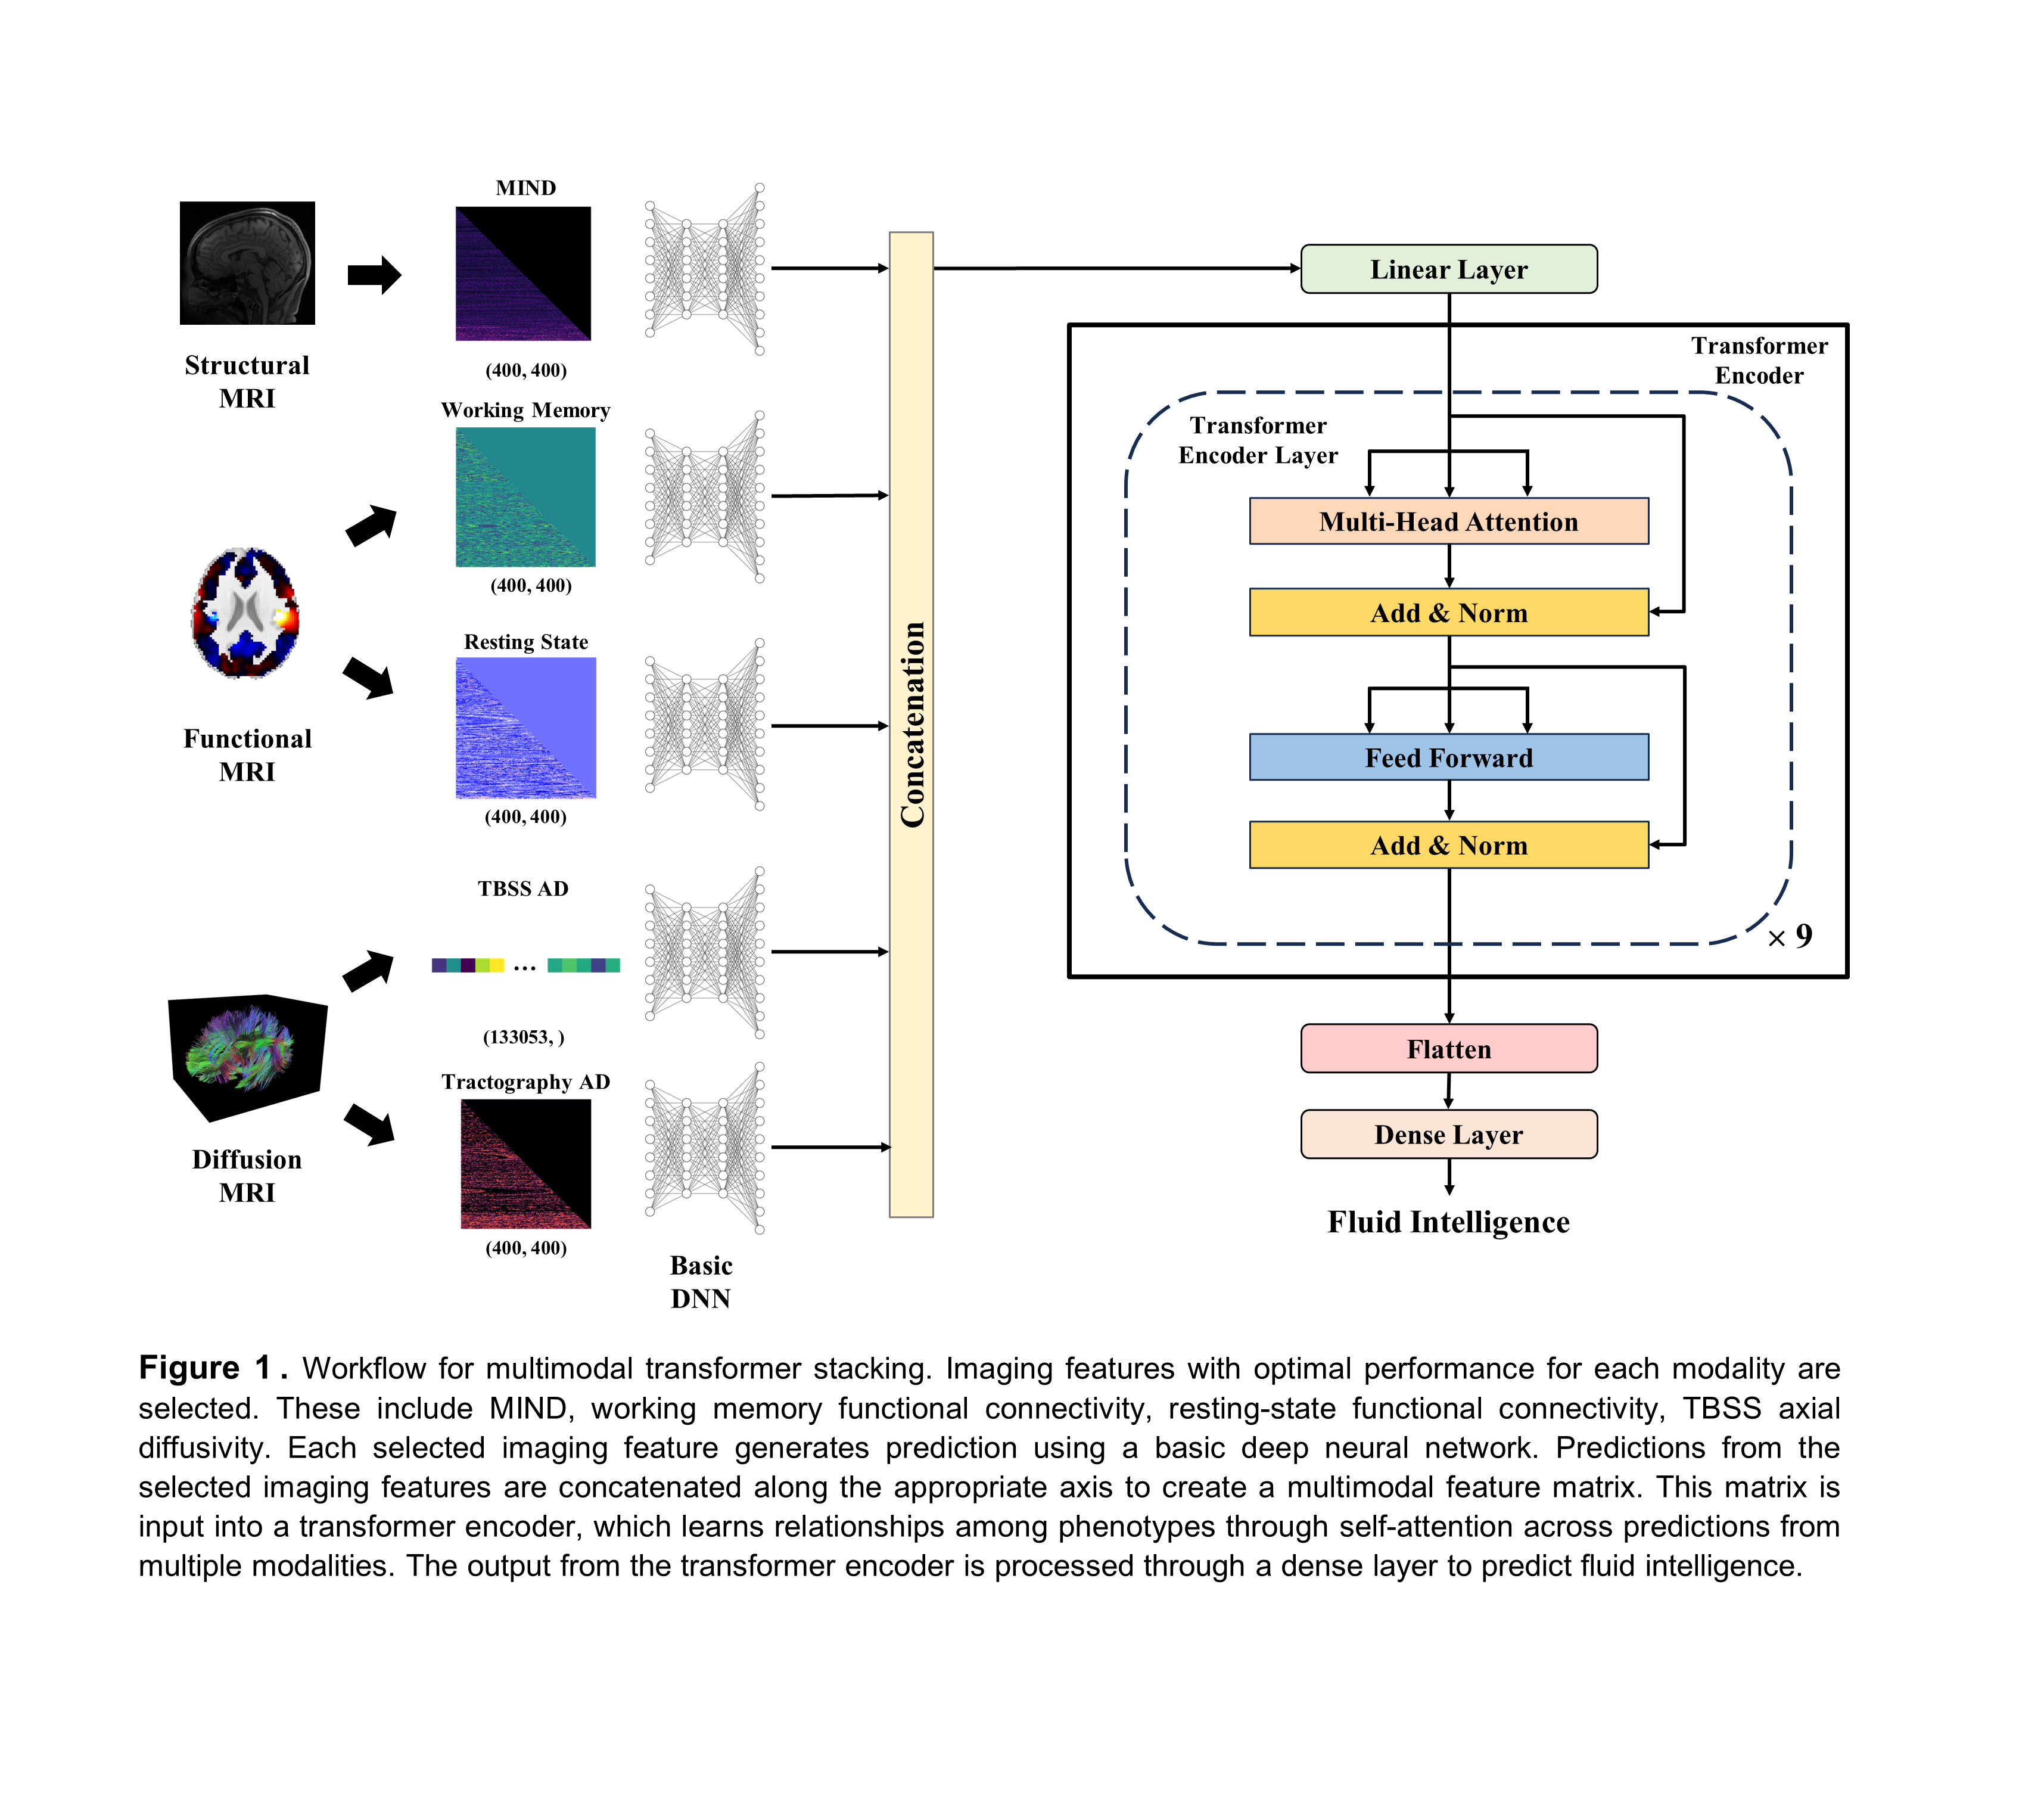 MIND
(400, 400)
Structural
MRI
Working Memory
(400, 400)
Resting State
(400, 400)
Functional
MRI
TBSS AD
...
(133053, )
Tractography AD
(400, 400)
Diffusion
MRI
Basic
DNN
Concatenation
Linear Layer
Transformer
Encoder
Transformer
Encoder Layer
Multi-Head Attention
Add & Norm
Feed Forward
Add & Norm
× 9
Flatten
Dense Layer
Fluid Intelligence
Figure 1. Workflow for multimodal transformer stacking. Imaging features with optimal performance for each modality are
selected. These include MIND, working memory functional connectivity, resting-state functional connectivity, TBSS axial
diffusivity. Each selected imaging feature generates prediction using a basic deep neural network. Predictions from the
selected imaging features are concatenated along the appropriate axis to create a multimodal feature matrix. This matrix is
input into a transformer encoder, which learns relationships among phenotypes through self-attention across predictions from
multiple modalities. The output from the transformer encoder is processed through a dense layer to predict fluid intelligence.